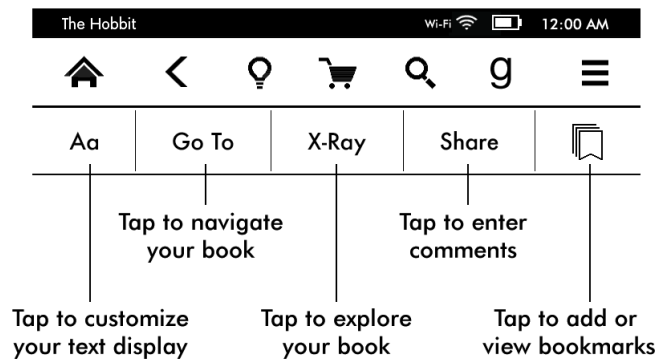 The Hobbit Wi-Fi 12:00 AM
g
Aa Go To X-Ray Share
Tap to navigate
your book
Tap to enter
comments
Tap to customize
your text display
Tap to explore
your book
Tap to add or
view bookmarks